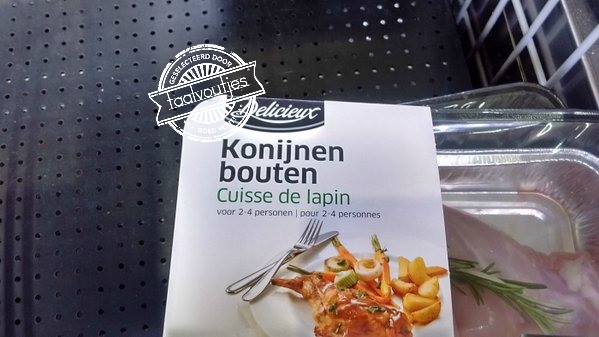 GESELECTEERD DOOR
taalvoutjes
Delicieux
Konijnen
bouten
Cuisse de lapin
voor 2-4 personen | pour 2-4 personnes